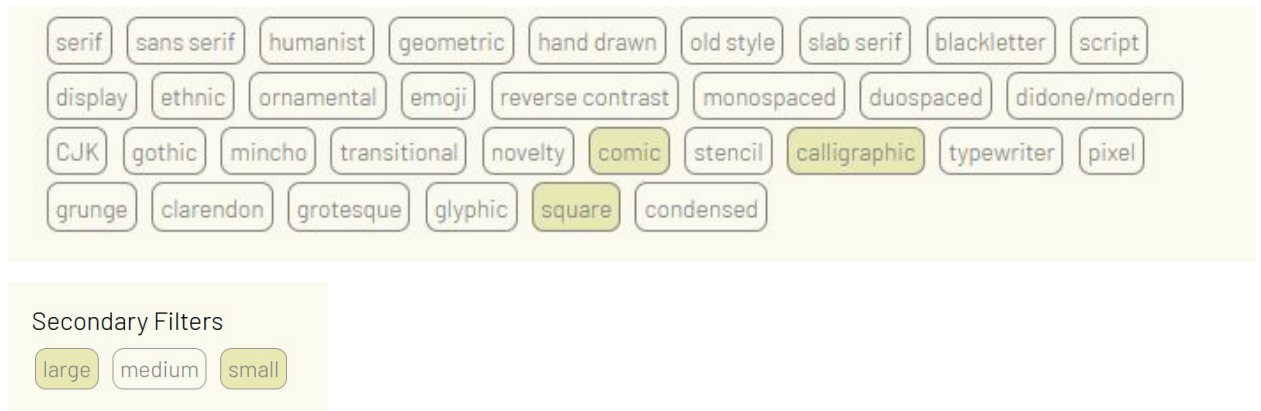 serif sans serif humanist geometric hand drawn old style slab serif blackletter script
display ethnic ornamental emoji reverse contrast monospaced duospaced didone/modern
CJK gothic mincho transitional novelty comic stencil calligraphic typewriter pixel
grunge clarendon grotesque glyphic square condensed
Secondary Filters
large medium small